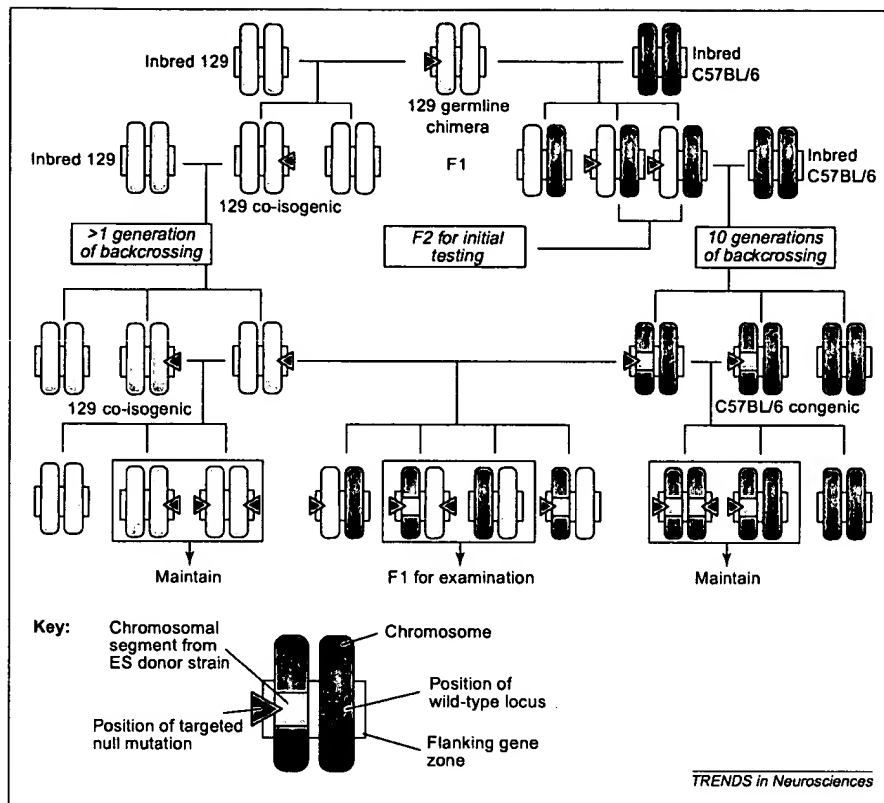 Inbred 129
129 germline
chimera
Inbred
C57BL/6
Inbred 129
129 co-isogenic
F1
Inbred
C57BL/6
>1 generation
of backcrossing
F2 for initial
testing
10 generations
of backcrossing
129 co-isogenic
C57BL/6 congenic
Maintain
F1 for examination
Maintain
Key:
Chromosomal
segment from
ES donor strain
Chromosome
Position of targeted
null mutation
Position of
wild-type locus
Flanking gene
zone
TRENDS in Neurosciences